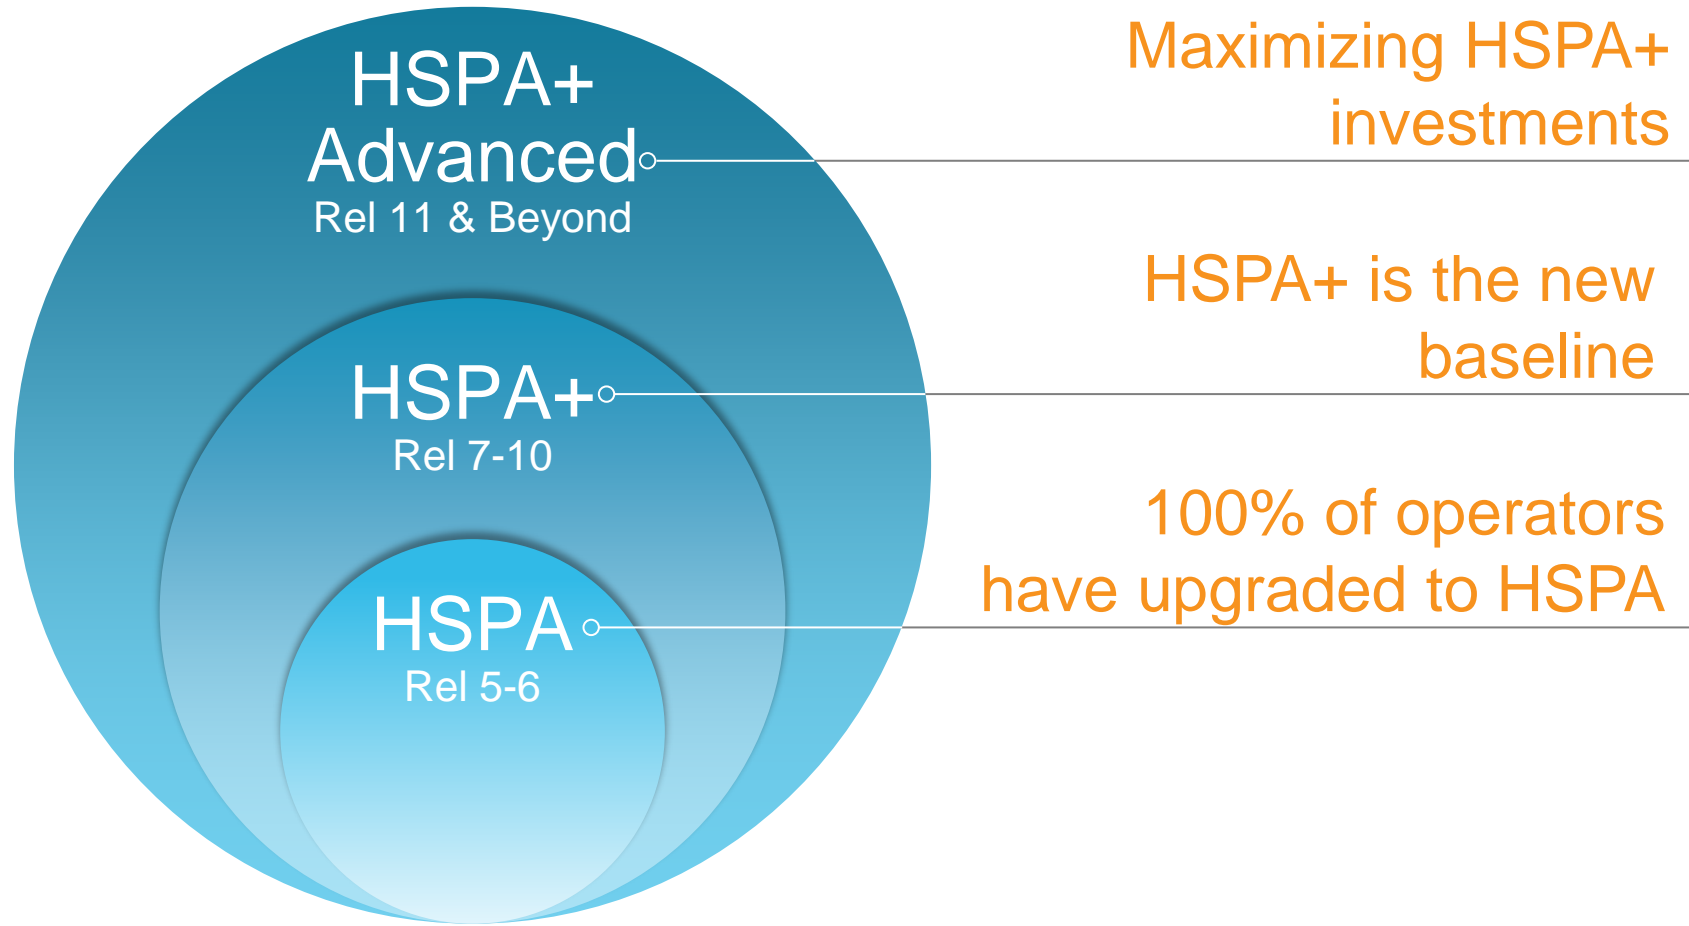 HSPA+
Advanced
Rel 11 & Beyond
Maximizing HSPA+
investments
HSPA+
Rel 7-10
HSPA+ is the new
baseline
HSPA
Rel 5-6
100% of operators
have upgraded to HSPA